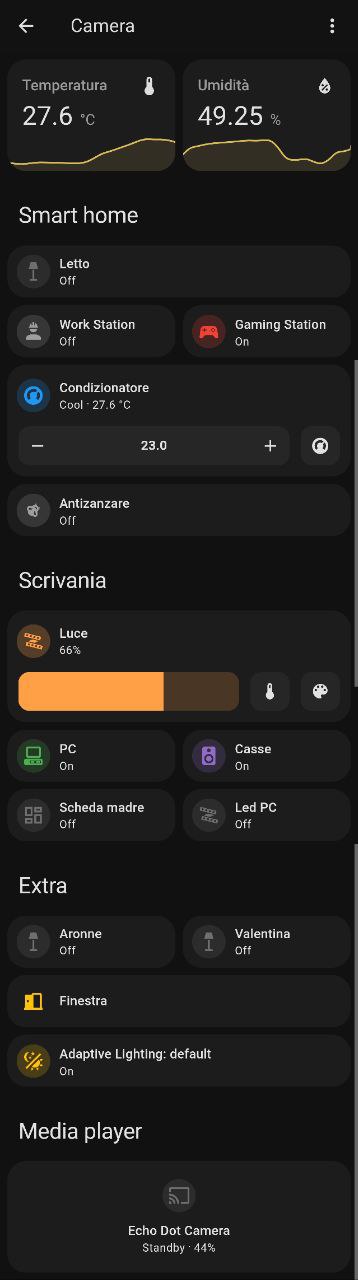 Camera
Temperatura
27.6 °C
Umidità
49.25 %
Smart home
Letto
Off
Work Station
Off
Gaming Station
On
Condizionatore
Cool · 27.6 °C
− 23.0 +
Antizanzare
Off
Scrivania
Luce
66%
PC
On
Casse
On
Scheda madre
Off
Led PC
Off
Extra
Aronne
Off
Valentina
Off
Finestra
Adaptive Lighting: default
On
Media player
Echo Dot Camera
Standby · 44%